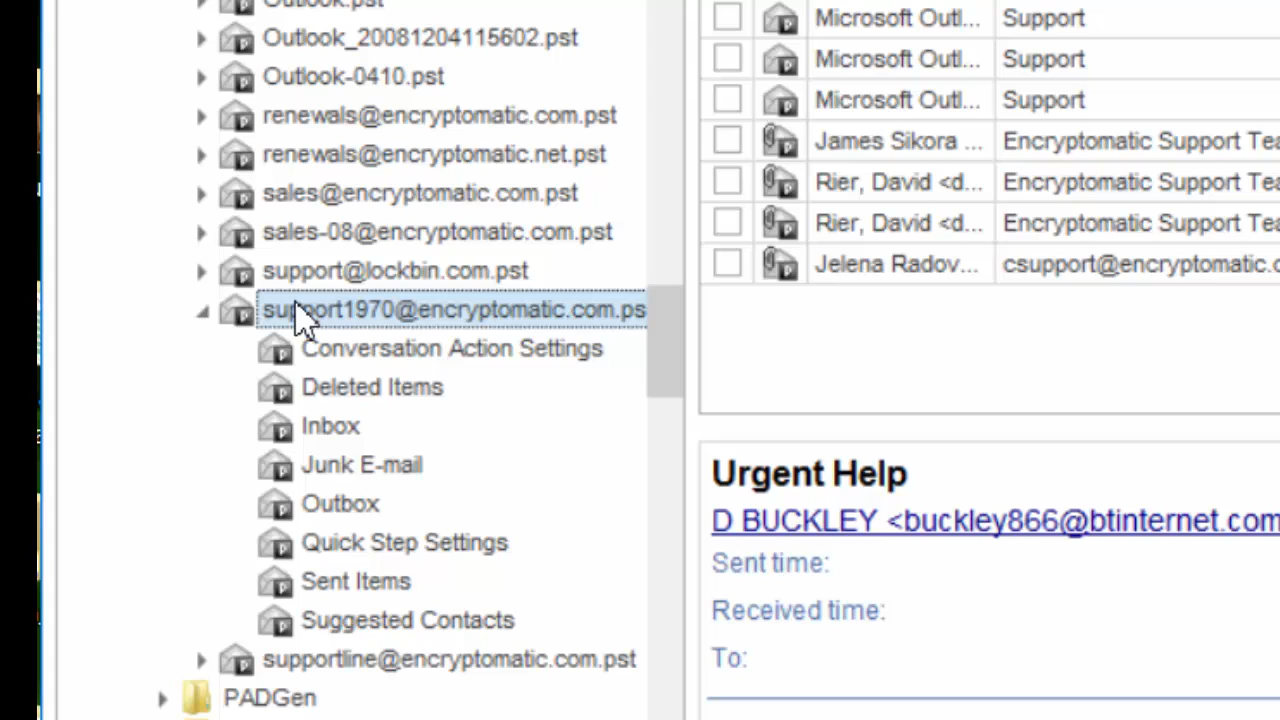 Outlook.pst
Outlook_20081204115602.pst
Outlook-0410.pst
renewals@encryptomatic.com.pst
renewals@encryptomatic.net.pst
sales@encryptomatic.com.pst
sales-08@encryptomatic.com.pst
support@lockbin.com.pst
support1970@encryptomatic.com.ps
Conversation Action Settings
Deleted Items
Inbox
Junk E-mail
Outbox
Quick Step Settings
Sent Items
Suggested Contacts
supportline@encryptomatic.com.pst
PADGen
Microsoft Outl... Support
Microsoft Outl... Support
Microsoft Outl... Support
James Sikora ... Encryptomatic Support Tea
Rier, David <d... Encryptomatic Support Tea
Rier, David <d... Encryptomatic Support Tea
Jelena Radov... csupport@encryptomatic.c
Urgent Help
D BUCKLEY <buckley866@btinternet.com
Sent time:
Received time:
To: